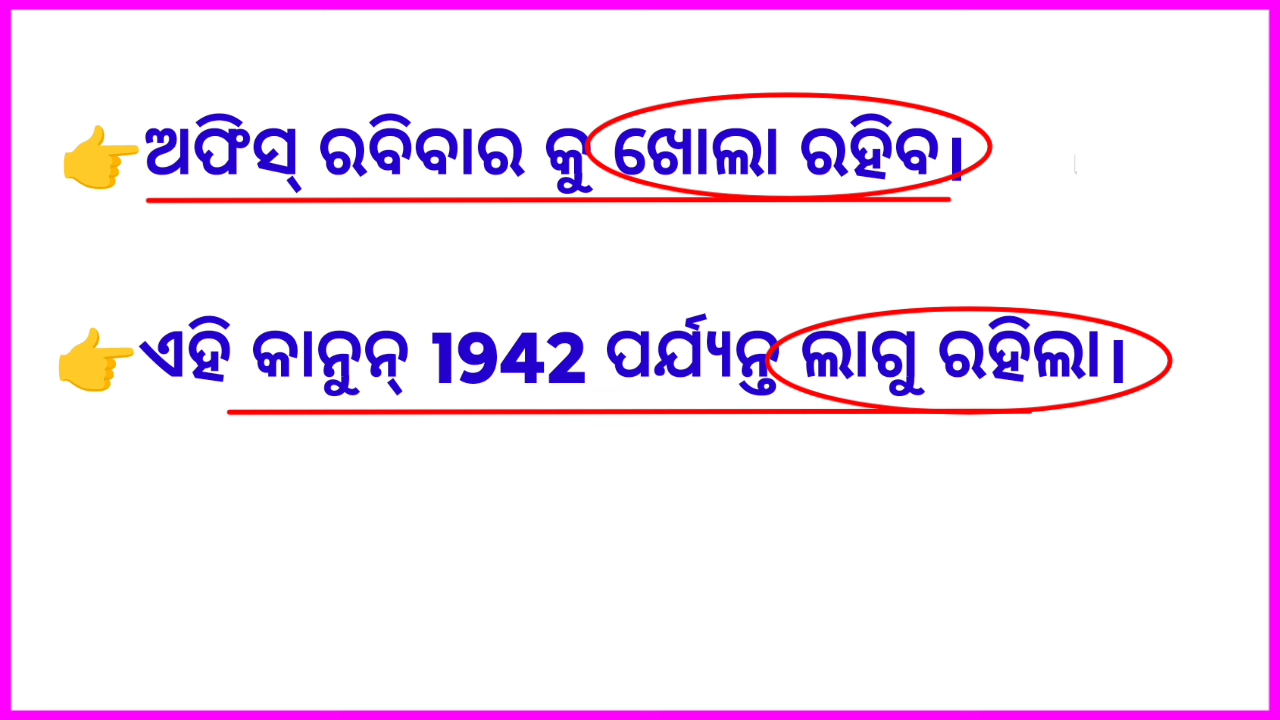 👉ଅଫିସ୍ ରବିବାର କୁ ଖୋଲା ରହିବ।
👉ଏହି କାନୁନ୍ 1942 ପର୍ଯ୍ୟନ୍ତ ଲାଗୁ ରହିଲା।